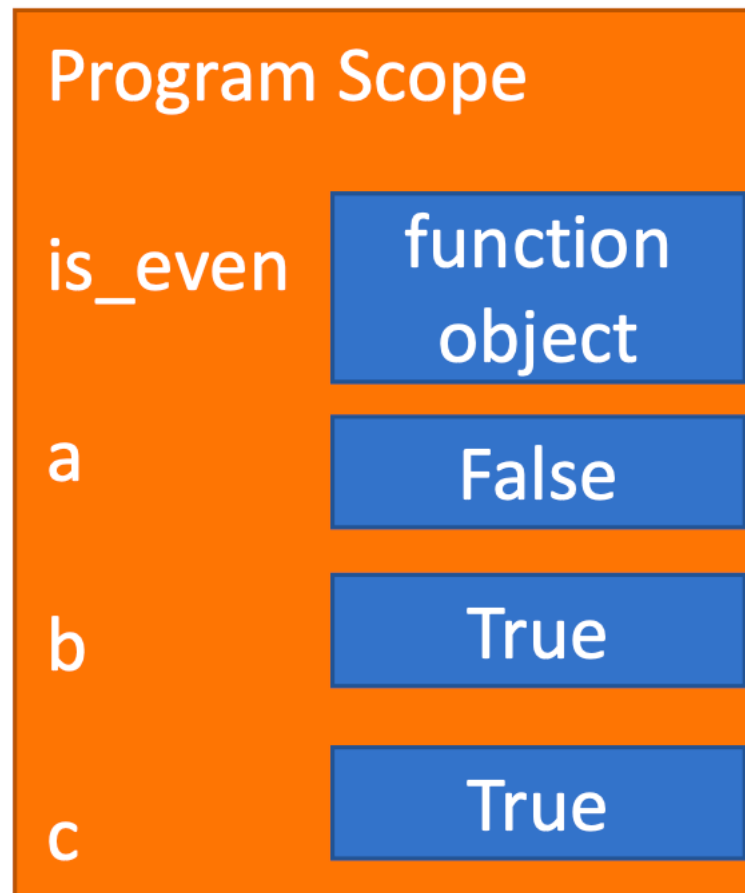 Program Scope
is_even
function
object
a
False
b
True
c
True